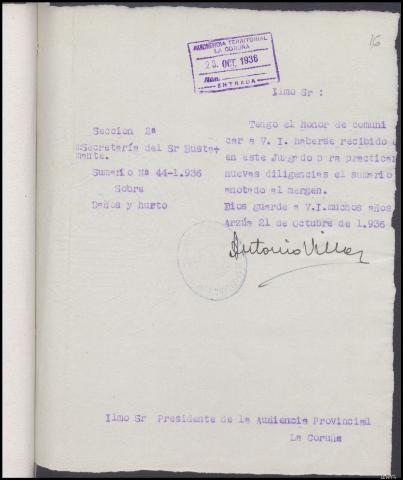 16
AUDIENCIA TERRITORIAL
LA CORUÑA
23 OCT. 1936
Núm.
ENTRADA
Ilmo Sr :
Seccion 2ª
Secretaría del Sr Busta-
mante.
Sumario Nª 44-1.936
Sobre
Daños y hurto
Tengo el honor de comuni
car a V. I. haberse recibido
en este Juzgado para practicar
nuevas diligencias el sumario
anotado al mergen.
Dios guarde a V.I.muchos años
Arzúa 21 de Octubre de 1.936
Antonio Villar
Ilmo Sr Presidente de la Audiencia Provincial
La Coruña